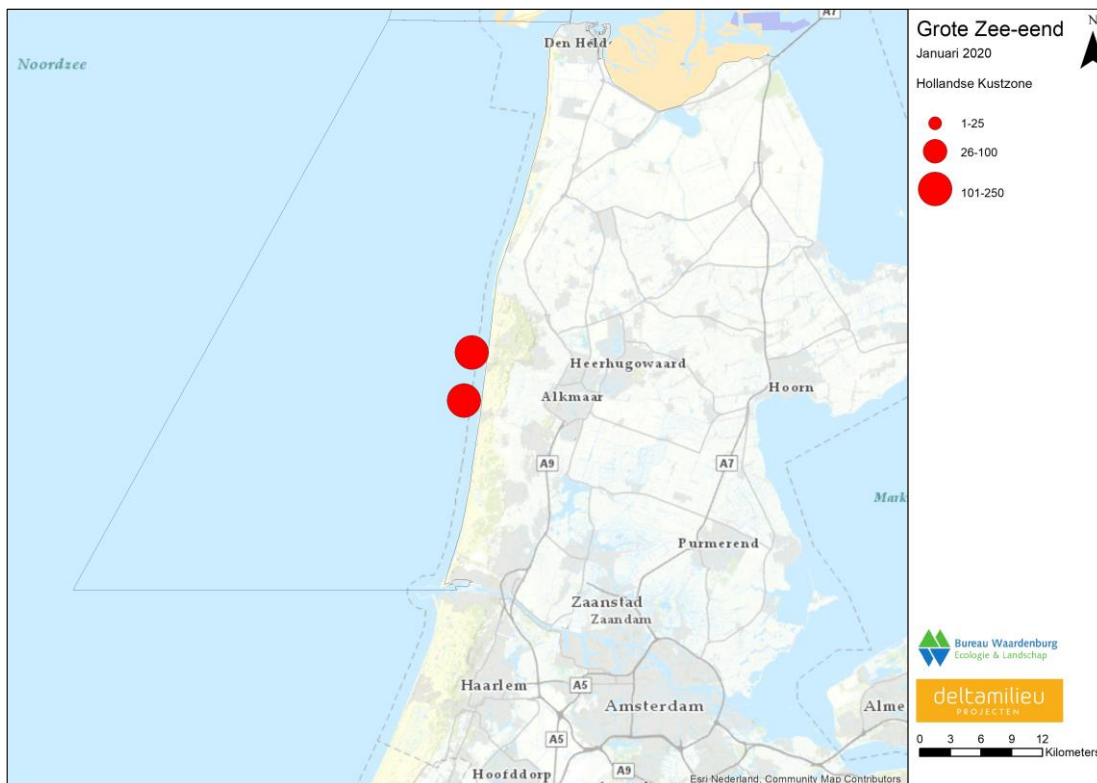 Grote Zee-eend
Januari 2020
Hollandse Kustzone
1-25
26-100
101-250
N
A7
Den Held
Noordzee
Heerhugowaard
Hoorn
Alkmaar
A9
A7
Mark
Purmerend
Zaanstad
Zaandam
Haarlem
A5
Amsterdam
Alme
A5
A9
Hoofddorp
Bureau Waardenburg
Ecologie & Landschap
deltamilieu
PROJECTEN
0 3 6 9 12
Kilometers
Esri Nederland, Community Map Contributors